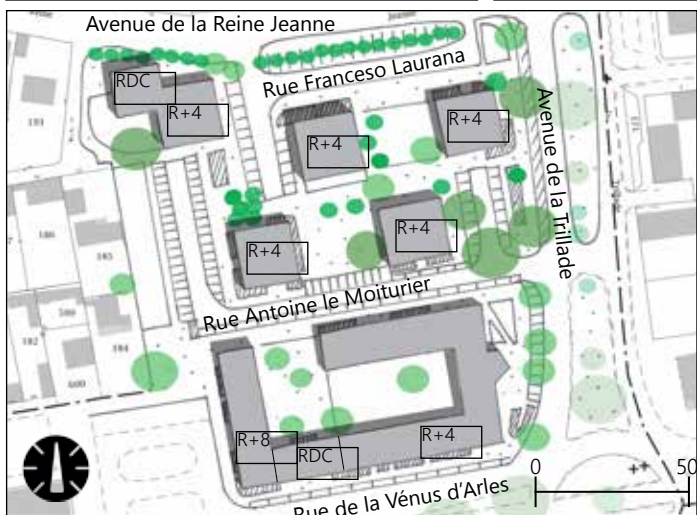 Avenue de la Reine Jeanne
Jeanne
Rue Franceso Laurana
RDC
R+4
R+4
R+4
Avenue de la Trillade
R+4
R+4
Rue Antoine le Moiturier
R+8
RDC
R+4
Rue de la Vénus d'Arles
0
50